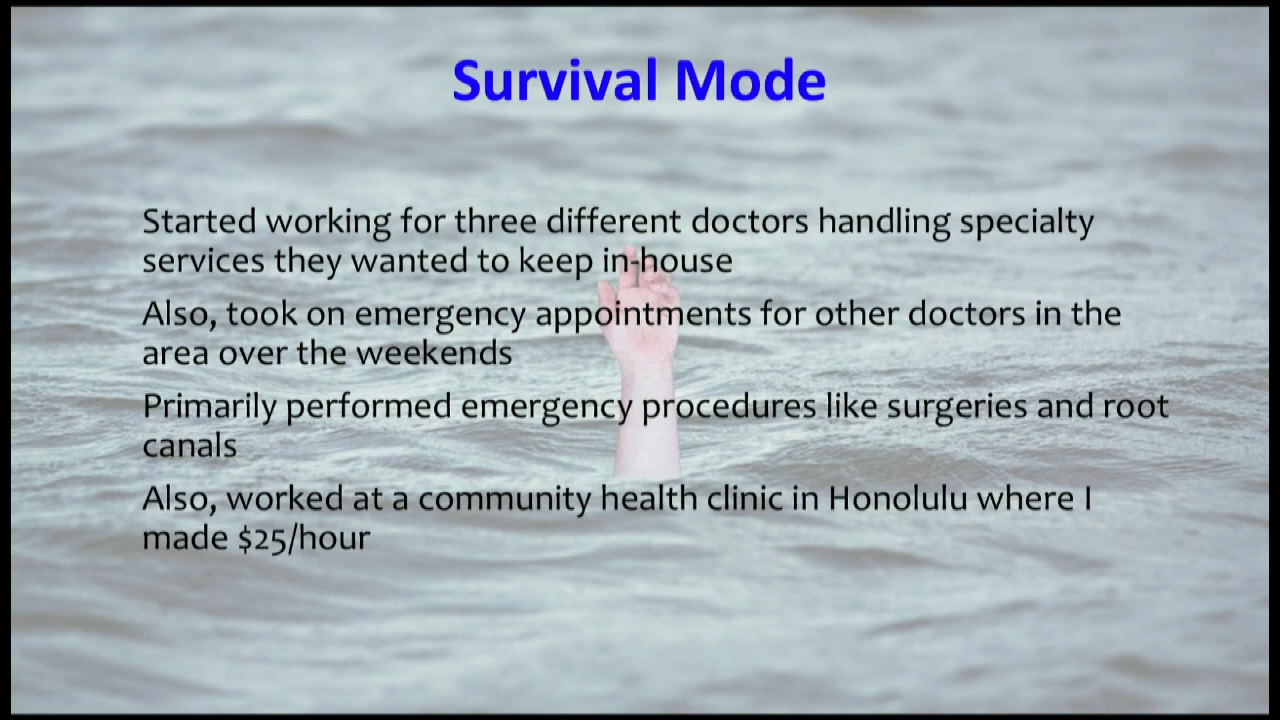 Survival Mode
Started working for three different doctors handling specialty
services they wanted to keep in-house
Also, took on emergency appointments for other doctors in the
area over the weekends
Primarily performed emergency procedures like surgeries and root
canals
Also, worked at a community health clinic in Honolulu where I
made $25/hour